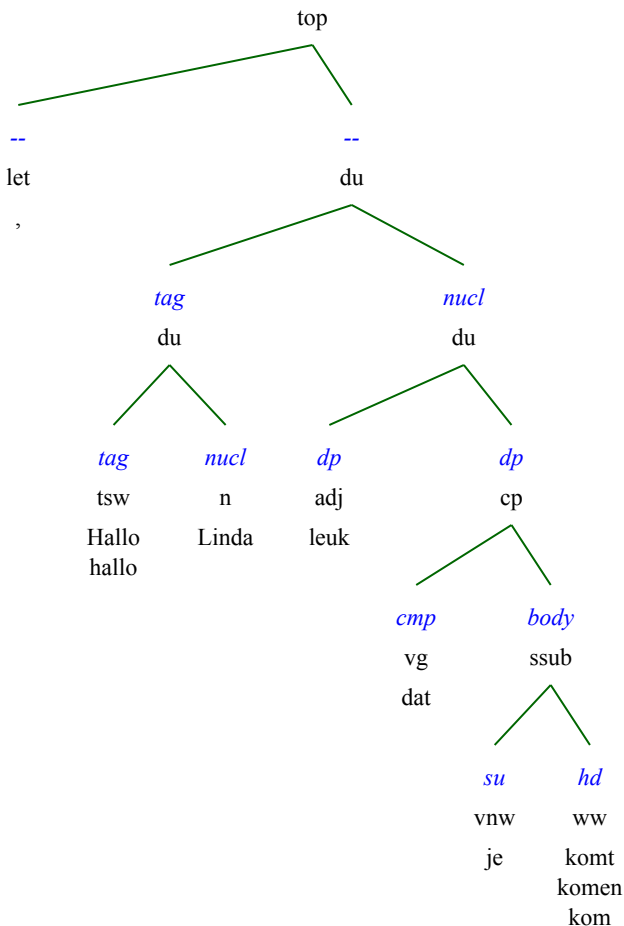 top
-- --
let du
,
tag nucl
du du
tag nucl dp dp
tsw n adj cp
Hallo Linda leuk
hallo
cmp body
vg ssub
dat
su hd
vnw ww
je komt
komen
kom